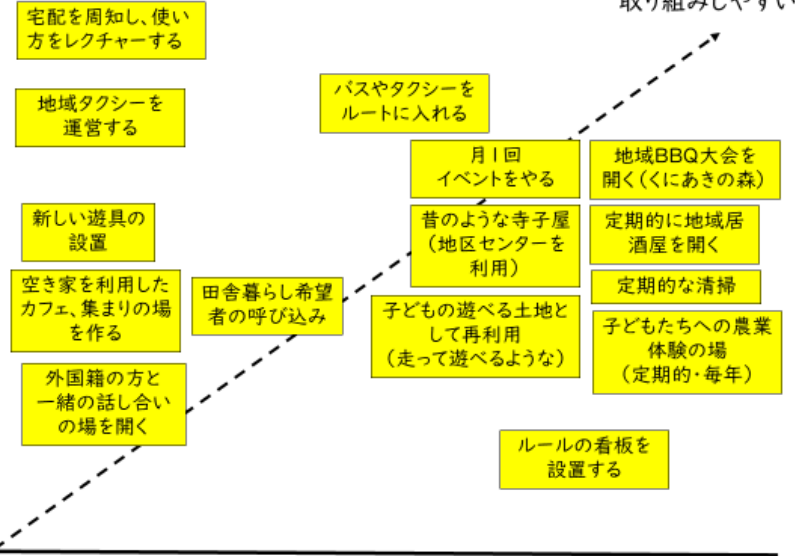 取り組みしやすい
宅配を周知し、使い
方をレクチャーする
地域タクシーを
運営する
バスやタクシーを
ルートに入れる
月1回
イベントをやる
地域BBQ大会を
開く(くにあきの森)
新しい遊具の
設置
昔のような寺子屋
(地区センターを
利用)
定期的に地域居
酒屋を開く
空き家を利用した
カフェ、集まりの場
を作る
田舎暮らし希望
者の呼び込み
定期的な清掃
子どもの遊べる土地と
して再利用
(走って遊べるような)
子どもたちへの農業
体験の場
(定期的・毎年)
外国籍の方と
一緒の話し合い
の場を開く
ルールの看板を
設置する